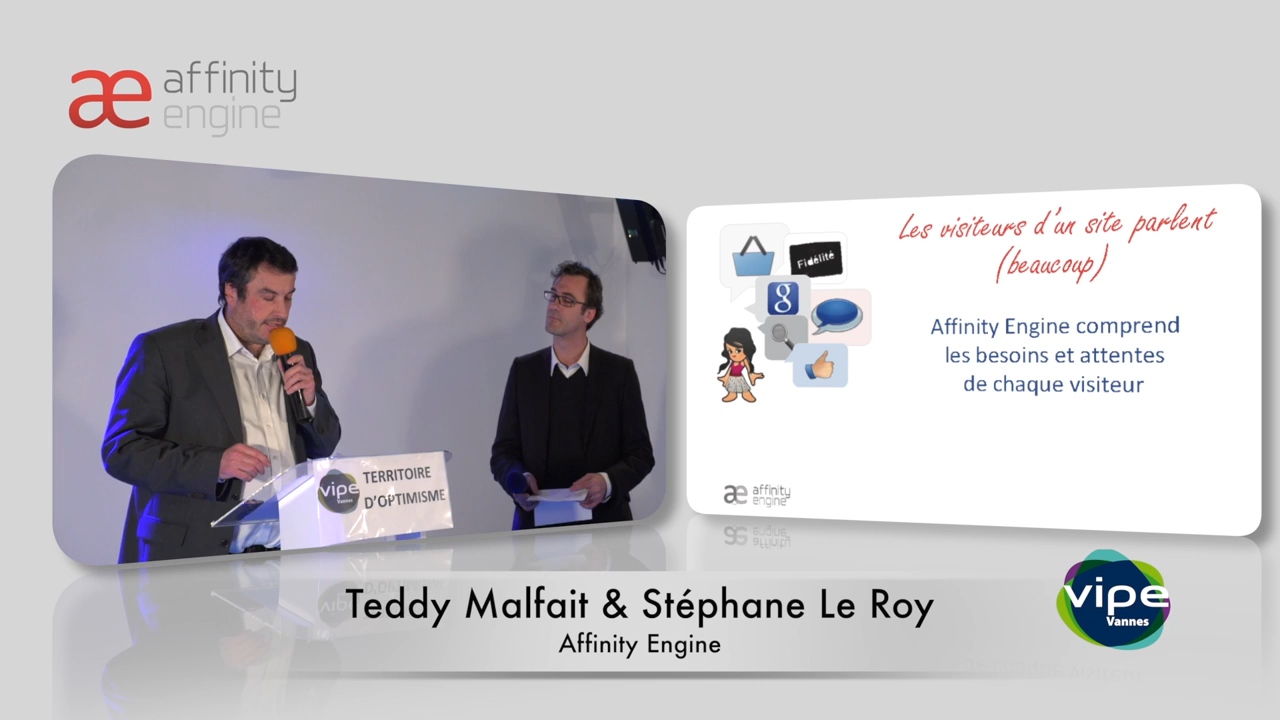 æ affinity
engine
vipe
Vannes
TERRITOIRE
D'OPTIMISME
Les visiteurs d'un site parlent
(beaucoup)
Fidélité
g
Affinity Engine comprend
les besoins et attentes
de chaque visiteur
æ affinity
engine
Teddy Malfait & Stéphane Le Roy
Affinity Engine
vipe
Vannes